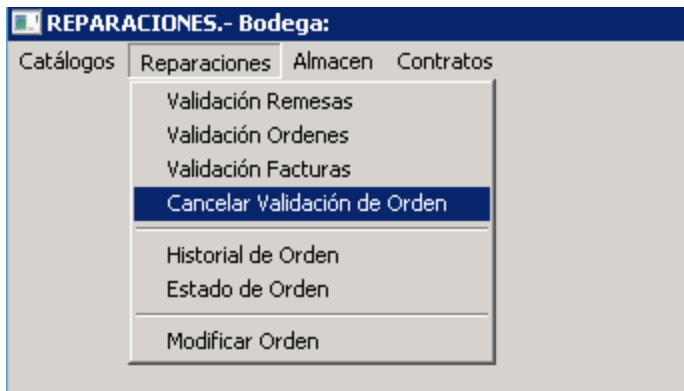 REPARACIONES.- Bodega:
Catálogos Reparaciones Almacen Contratos
Validación Remesas
Validación Ordenes
Validación Facturas
Cancelar Validación de Orden
Historial de Orden
Estado de Orden
Modificar Orden